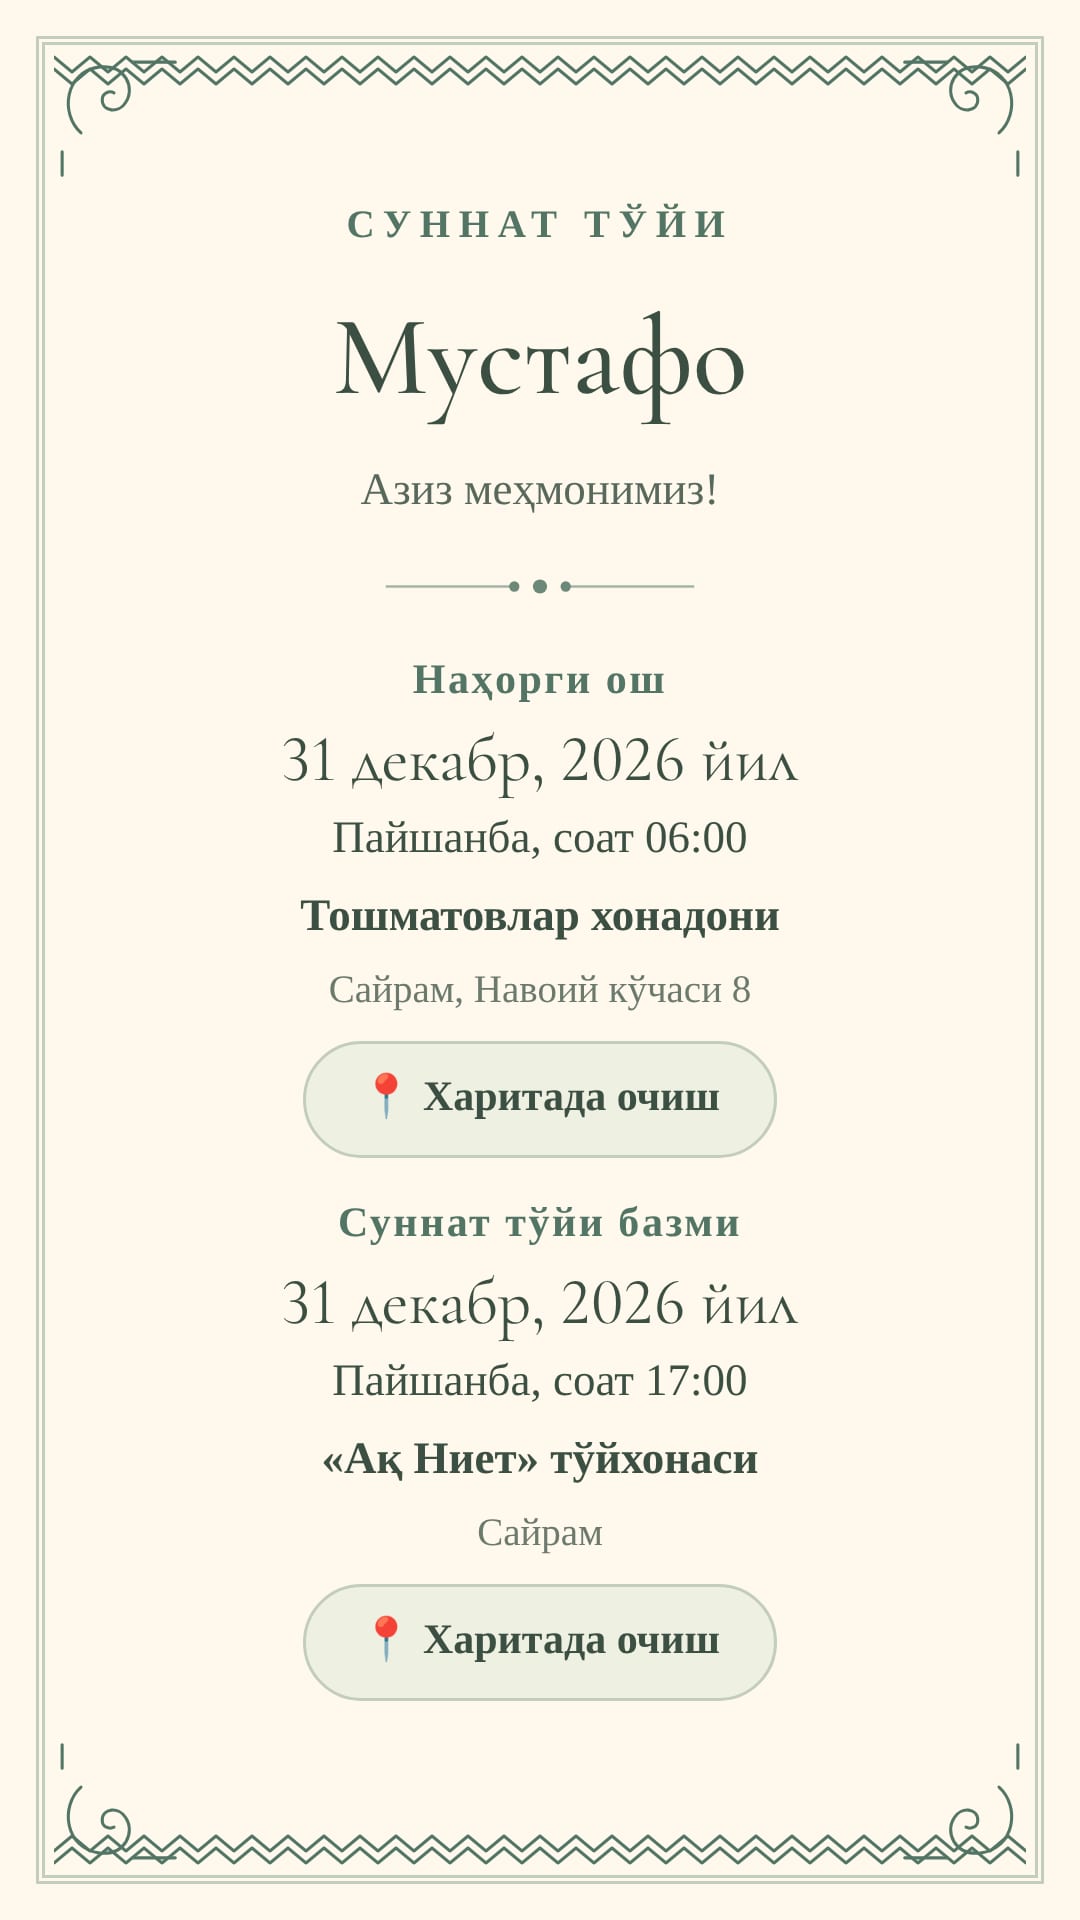 СУННАТ ТЎЙИ
Мустафо
Азиз меҳмонимиз!
Наҳорги ош
31 декабр, 2026 йил
Пайшанба, соат 06:00
Тошматовлар хонадони
Сайрам, Навоий кўчаси 8
📍 Харитада очиш
Суннат тўйи базми
31 декабр, 2026 йил
Пайшанба, соат 17:00
«Ақ Ниет» тўйхонаси
Сайрам
📍 Харитада очиш